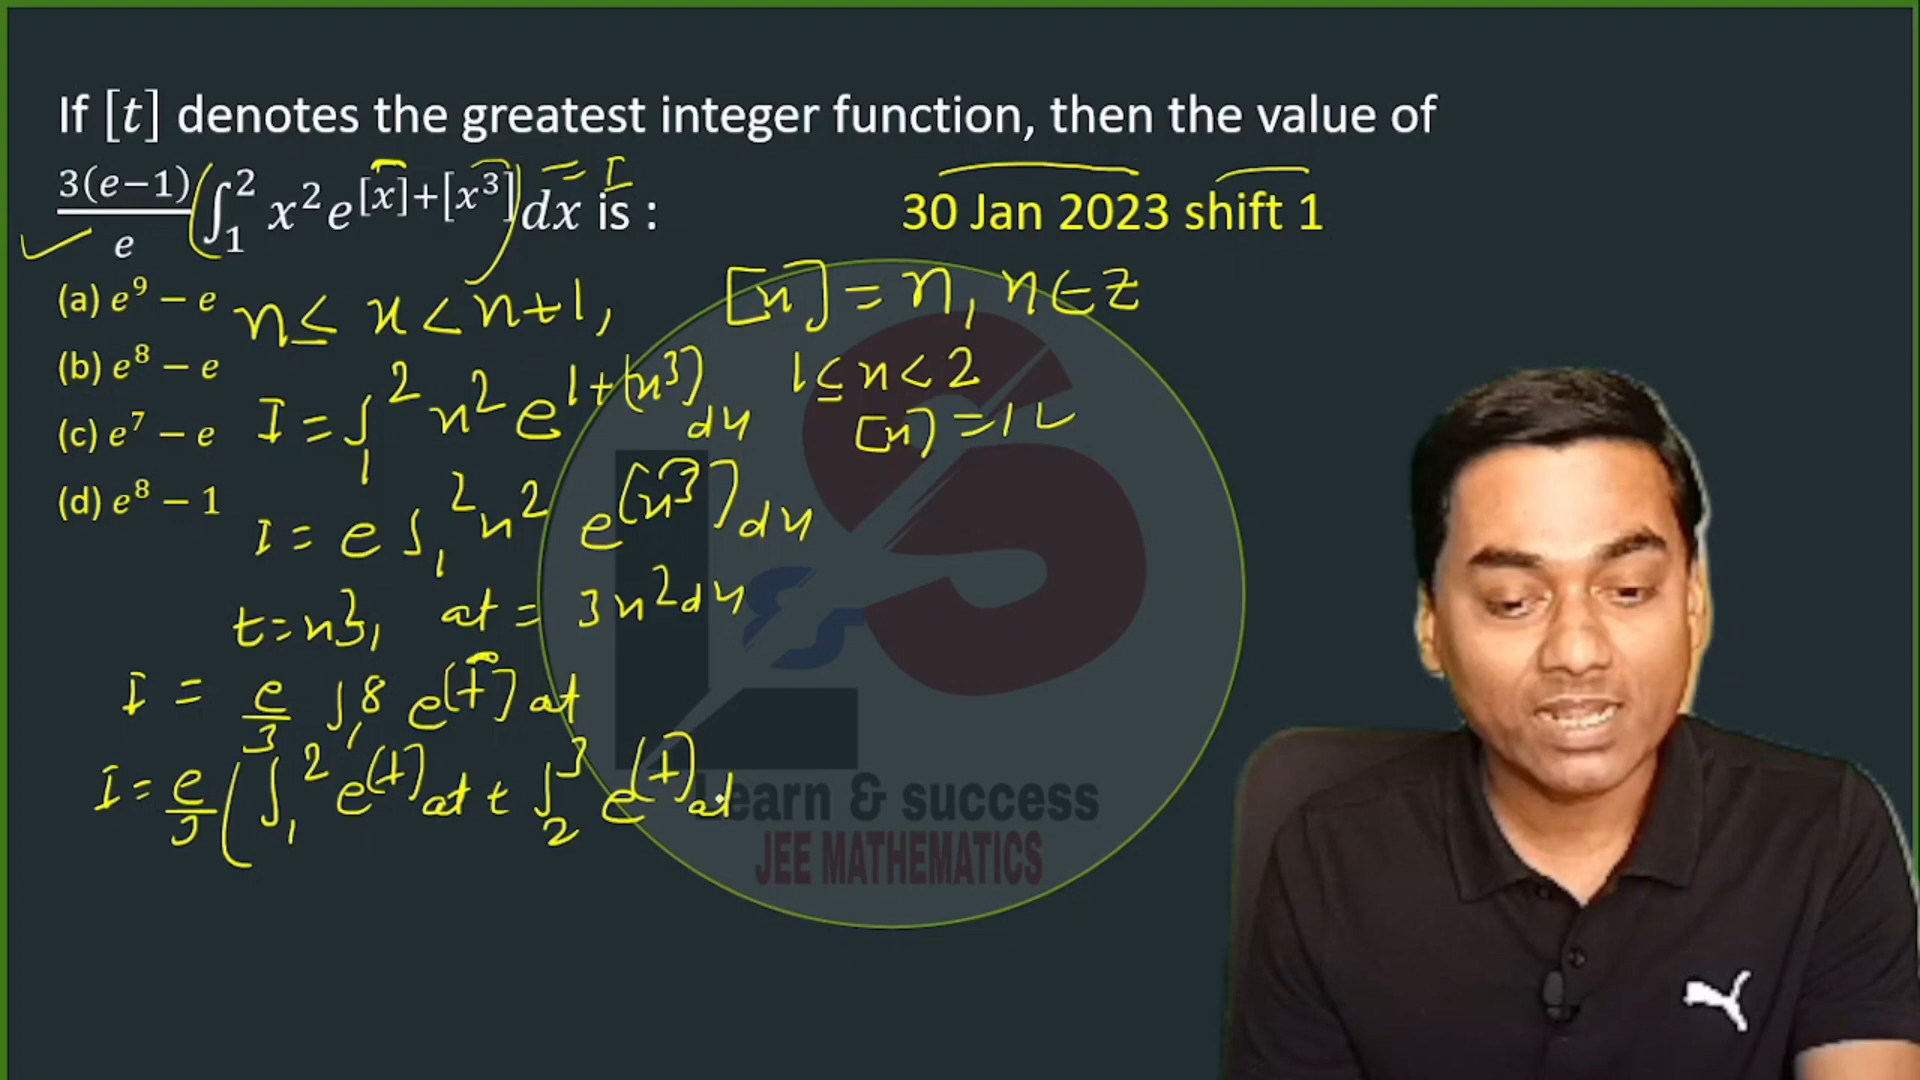 If [t] denotes the greatest integer function, then the value of
3(e−1)/e (∫₁² x² e^([x]+[x³]) dx = I is :
30 Jan 2023 shift 1
(a) e⁹ − e
(b) e⁸ − e
(c) e⁷ − e
(d) e⁸ − 1
n ≤ x < n+1, [x] = n, n ∈ z
I = ∫₁² x² e^(1+[x³]) dx
1 ≤ x < 2
[x] = 1
I = e ∫₁² x² e^([x³]) dx
t = x³, dt = 3x² dx
I = e/3 ∫₁⁸ e^([t]) dt
I = e/3 ( ∫₁² e^([t]) dt + ∫₂³ e^([t]) dt
LS
&
S
Learn & success
JEE MATHEMATICS